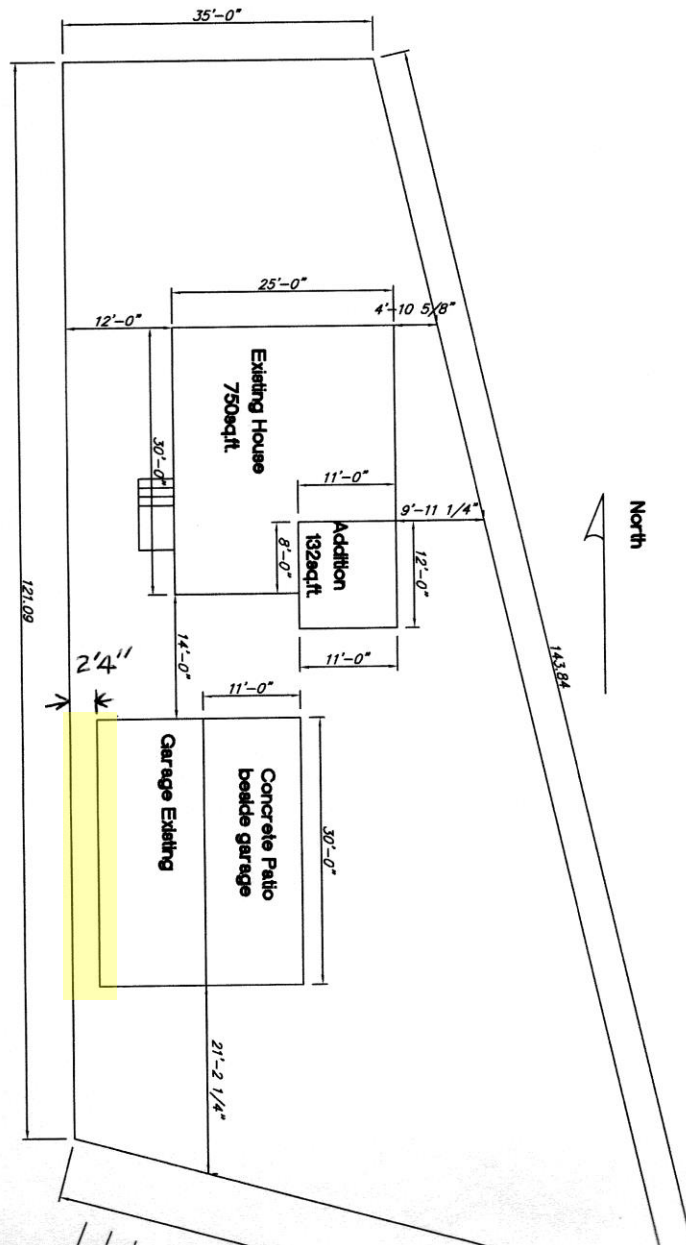 35'-0"
25'-0"
4'-10 5/8"
12'-0"
Existing House
750sq.ft.
30'-0"
11'-0"
9'-11 1/4"
North
Addition
132sq.ft.
8'-0"
12'-0"
121.09
14'-0"
11'-0"
143.84
2'4"
11'-0"
Garage Existing
Concrete Patio
beside garage
30'-0"
21'-2 1/4"